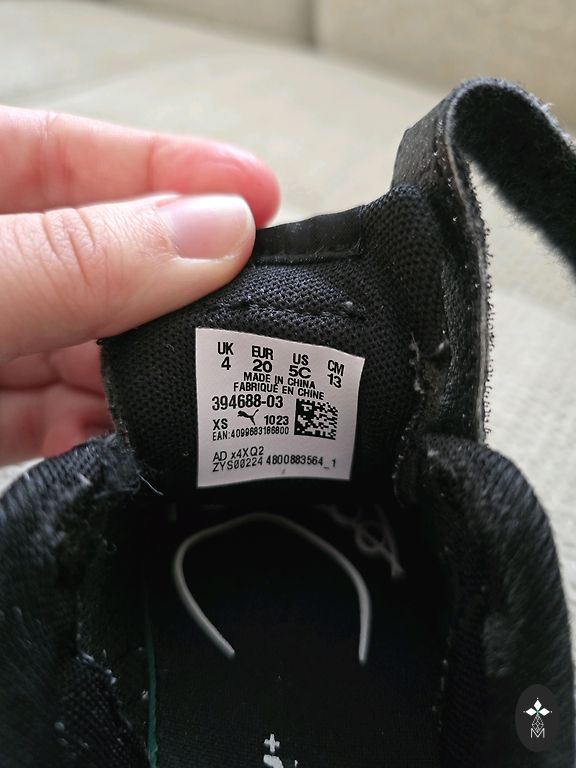 UK EUR US CM
4 20 5C 13
MADE IN CHINA
FABRIQUÉ EN CHINE
394688-03
XS 1023
EAN:4099683186800
AD x4XQ2
ZYS00224 4800883564_1
M